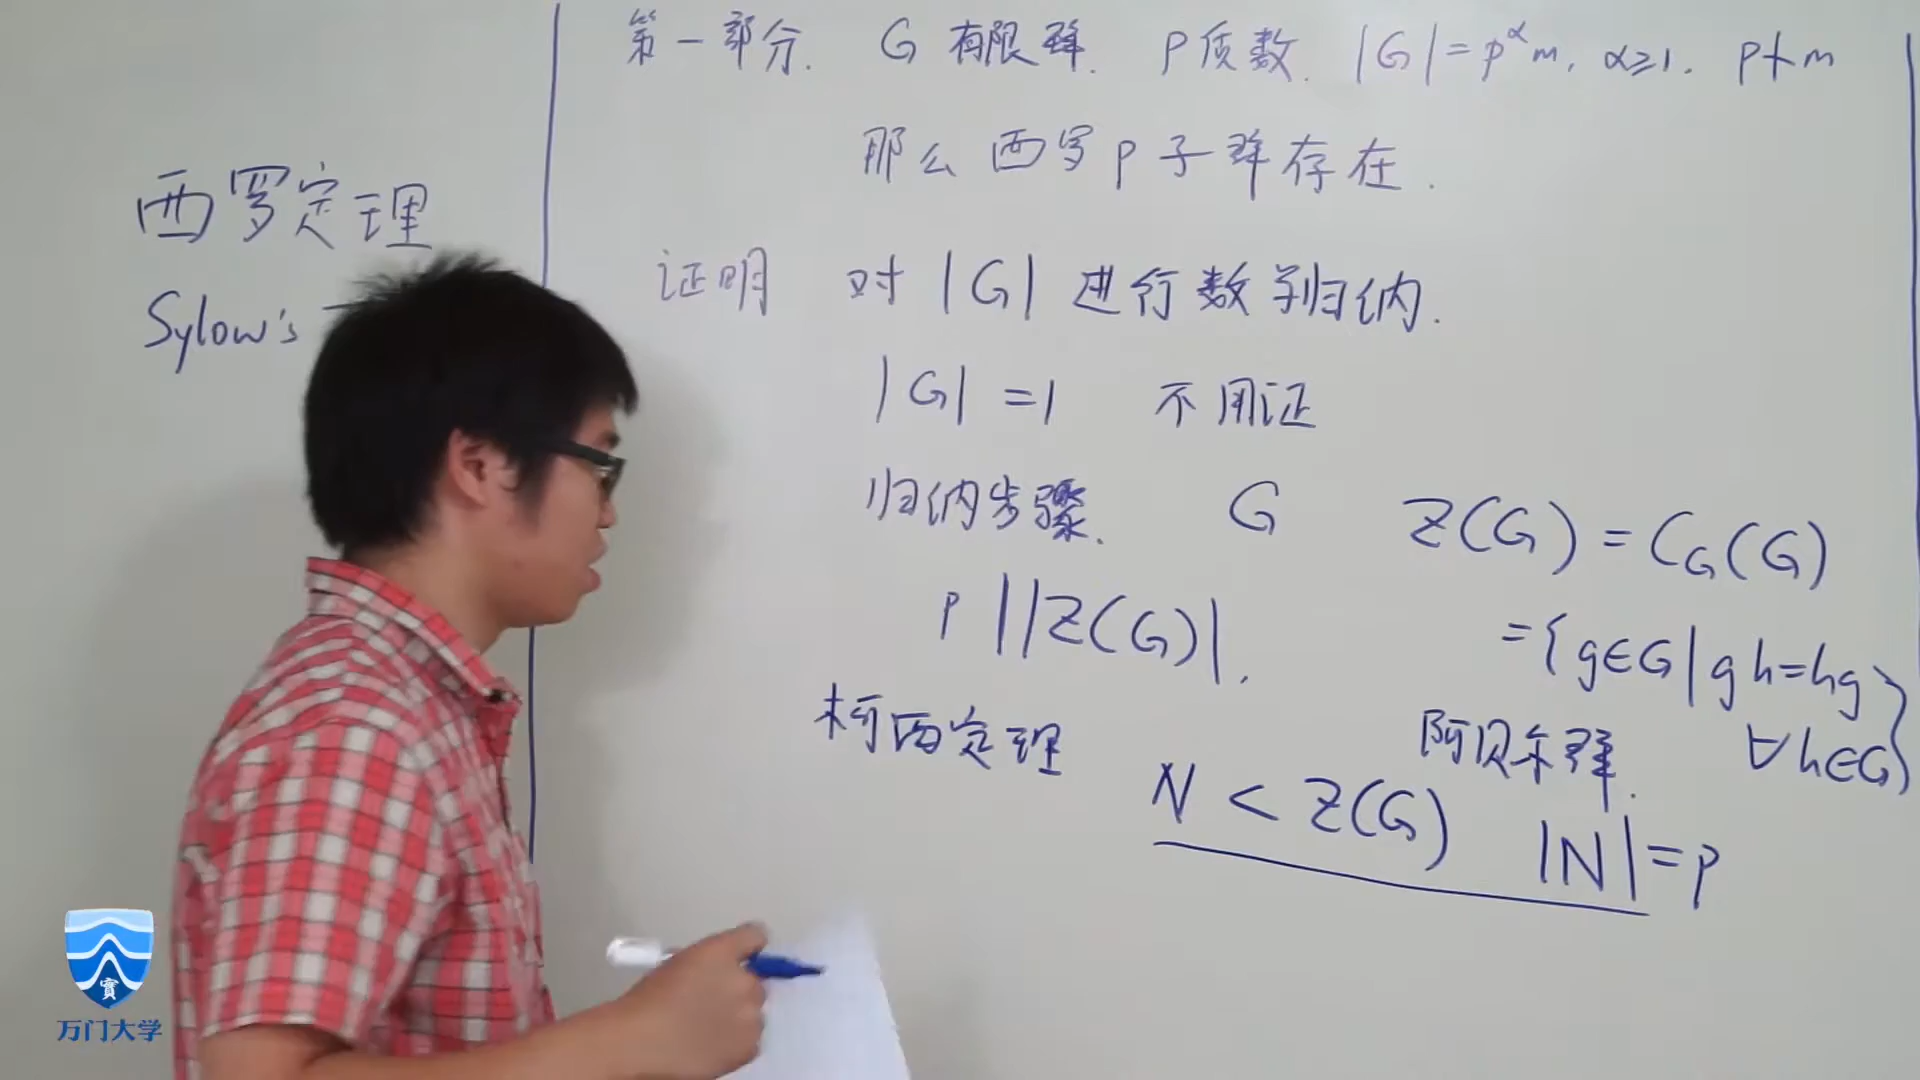 西罗定理
Sylow's
第一部分. G 有限群. P 质数. |G| = p^α m, α≥1. p∤m
那么 西罗 p 子群存在.
证明 对 |G| 进行数学归纳.
|G| = 1 不用证
归纳步骤. G Z(G) = C_G(G)
p | |Z(G)|. = {g∈G | gh=hg
∀h∈G}
柯西定理 阿贝尔群.
N < Z(G) |N| = p
實
万门大学